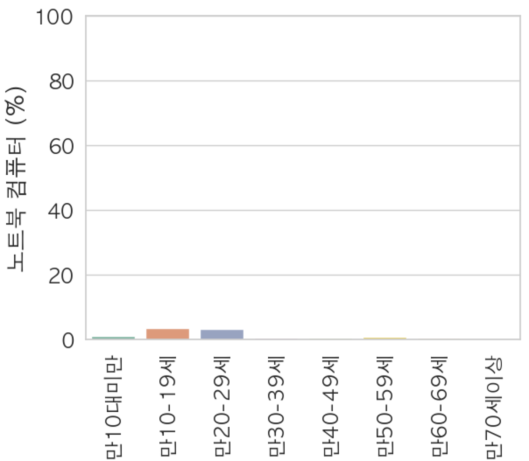 노트북 컴퓨터 (%)
100
80
60
40
20
0
만10대미만
만10-19세
만20-29세
만30-39세
만40-49세
만50-59세
만60-69세
만70세이상